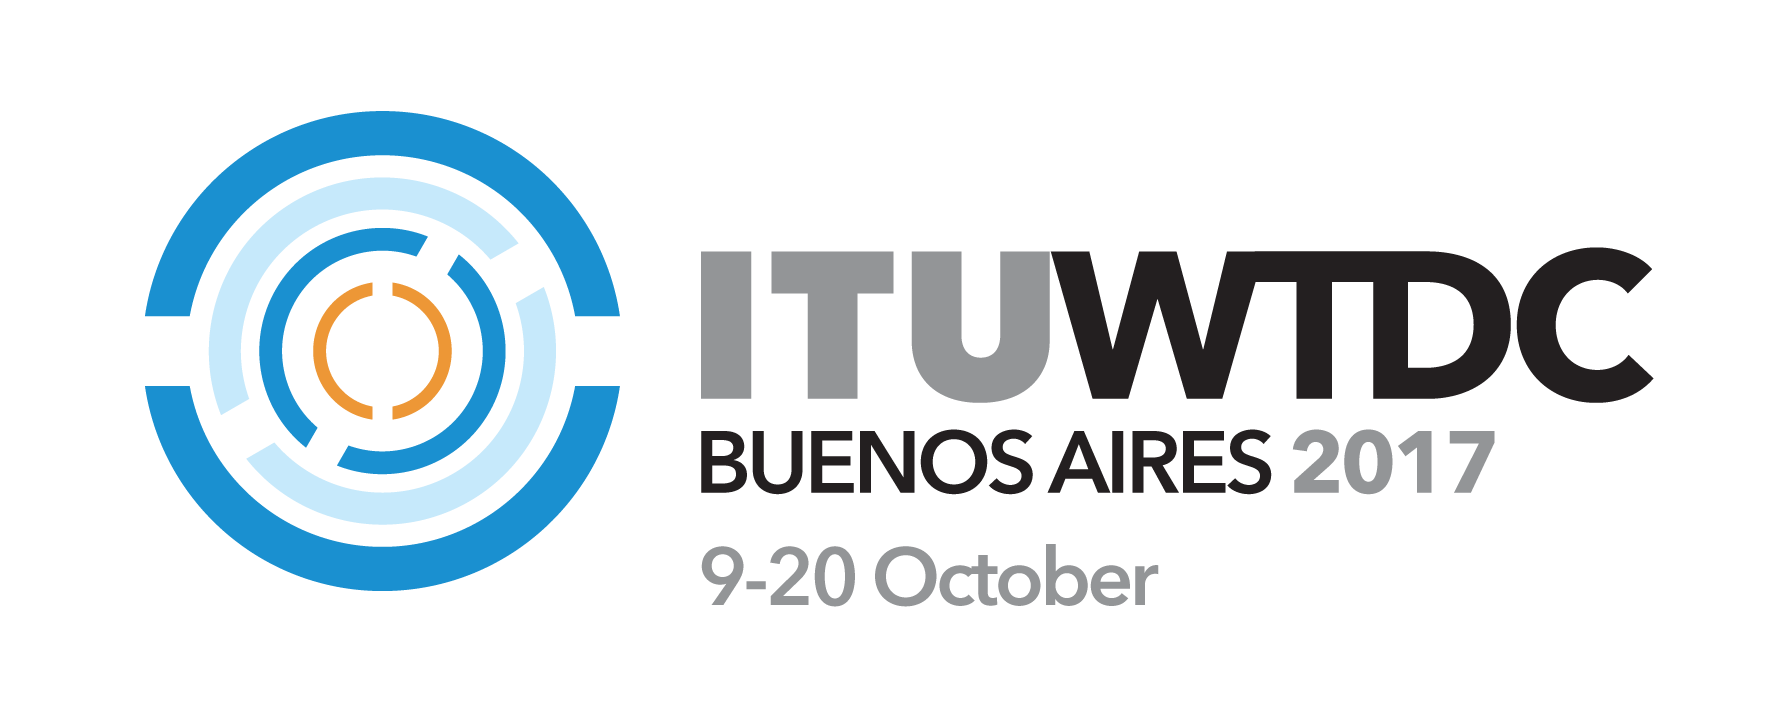 ITUWTDC
BUENOS AIRES 2017
9-20 October